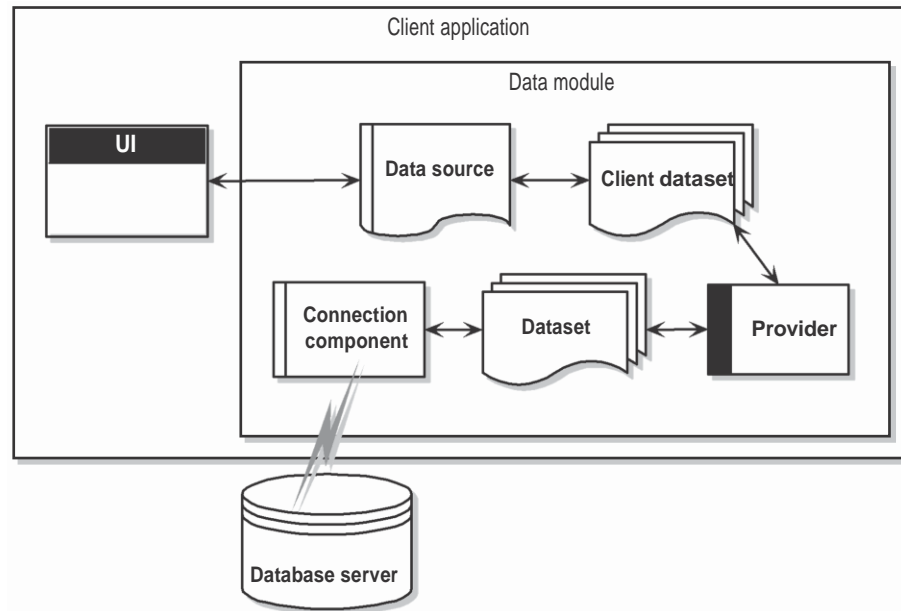 Client application
Data module
UI
Data source
Client dataset
Connection
component
Dataset
Provider
Database server